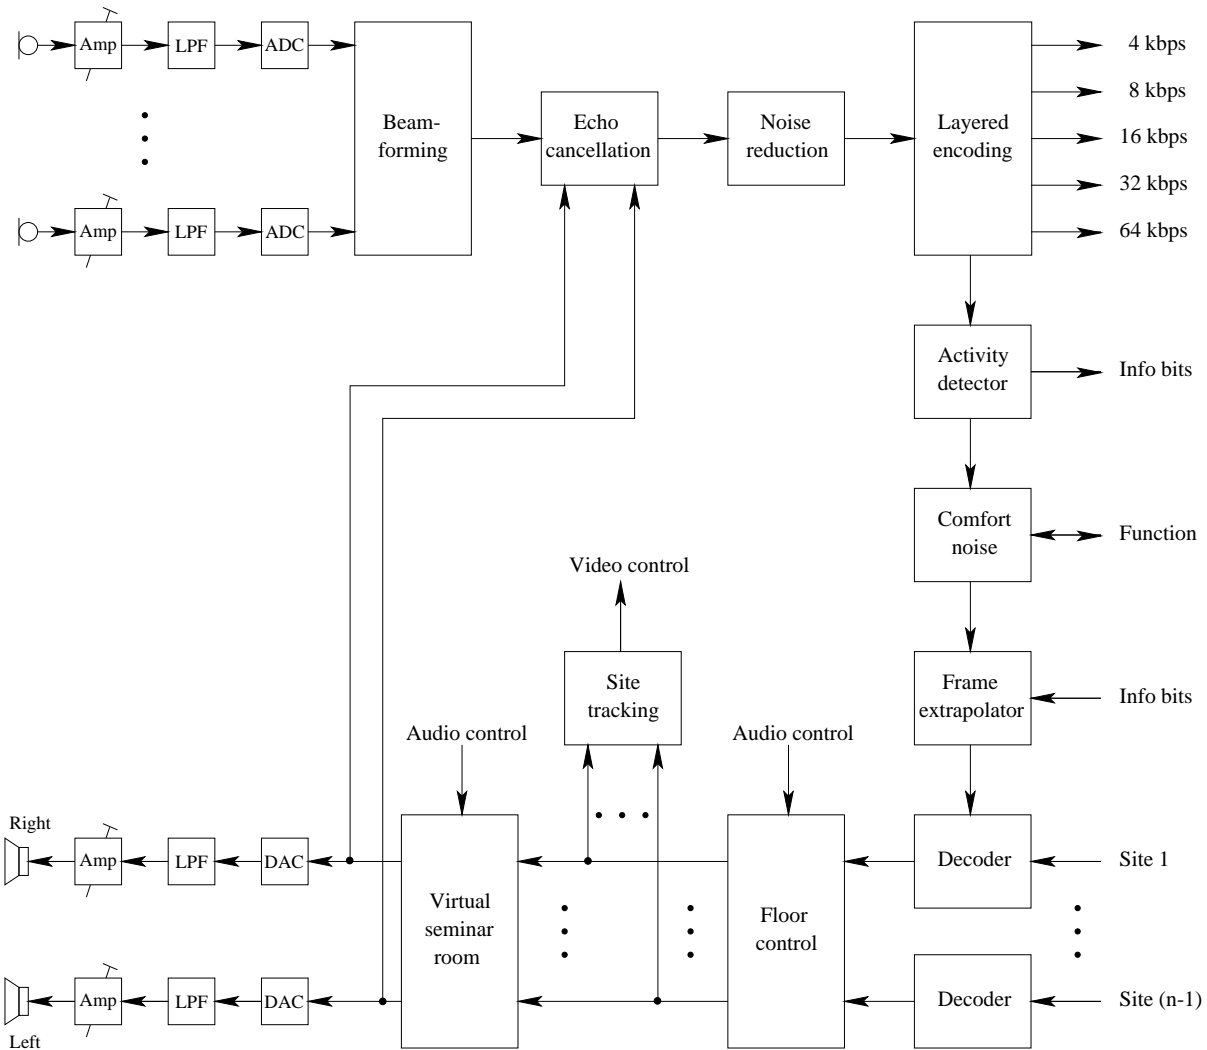 Amp LPF ADC
Beam-
forming
Echo
cancellation
Noise
reduction
Layered
encoding
4 kbps
8 kbps
16 kbps
32 kbps
64 kbps
Amp LPF ADC
Activity
detector
Info bits
Comfort
noise
Function
Video control
Site
tracking
Frame
extrapolator
Info bits
Audio control
Audio control
Right
Amp LPF DAC
Virtual
seminar
room
Floor
control
Decoder
Site 1
Amp LPF DAC
Decoder
Site (n-1)
Left